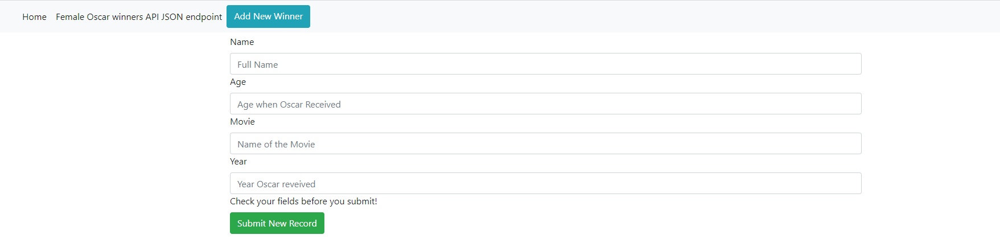 Home Female Oscar winners API JSON endpoint Add New Winner
Name
Full Name
Age
Age when Oscar Received
Movie
Name of the Movie
Year
Year Oscar reveived
Check your fields before you submit!
Submit New Record